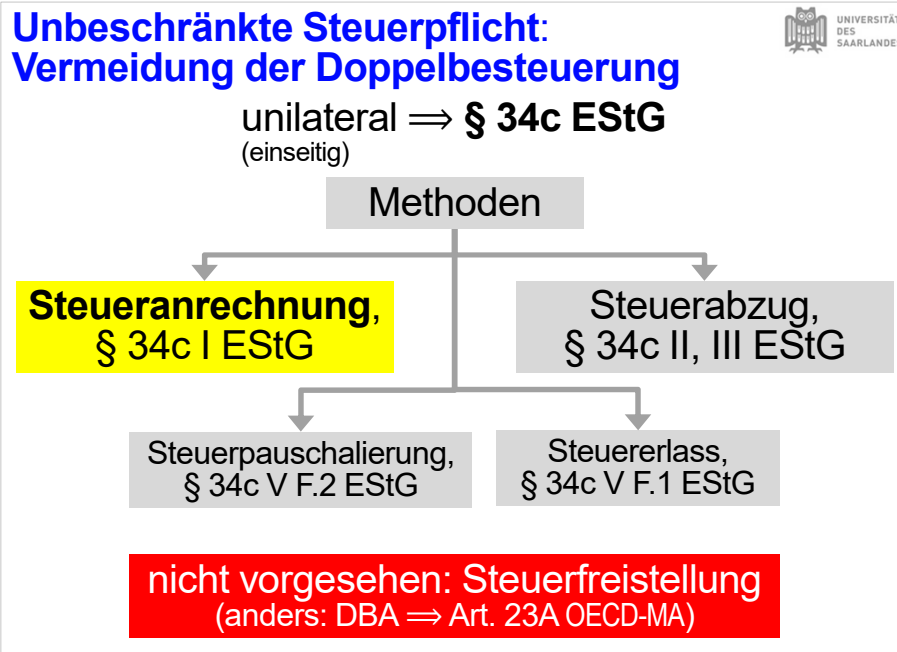 Unbeschränkte Steuerpflicht:
Vermeidung der Doppelbesteuerung
UNIVERSITÄT
DES
SAARLANDES
unilateral ⟹ § 34c EStG
(einseitig)
Methoden
Steueranrechnung,
§ 34c I EStG
Steuerabzug,
§ 34c II, III EStG
Steuerpauschalierung,
§ 34c V F.2 EStG
Steuererlass,
§ 34c V F.1 EStG
nicht vorgesehen: Steuerfreistellung
(anders: DBA ⟹ Art. 23A OECD-MA)